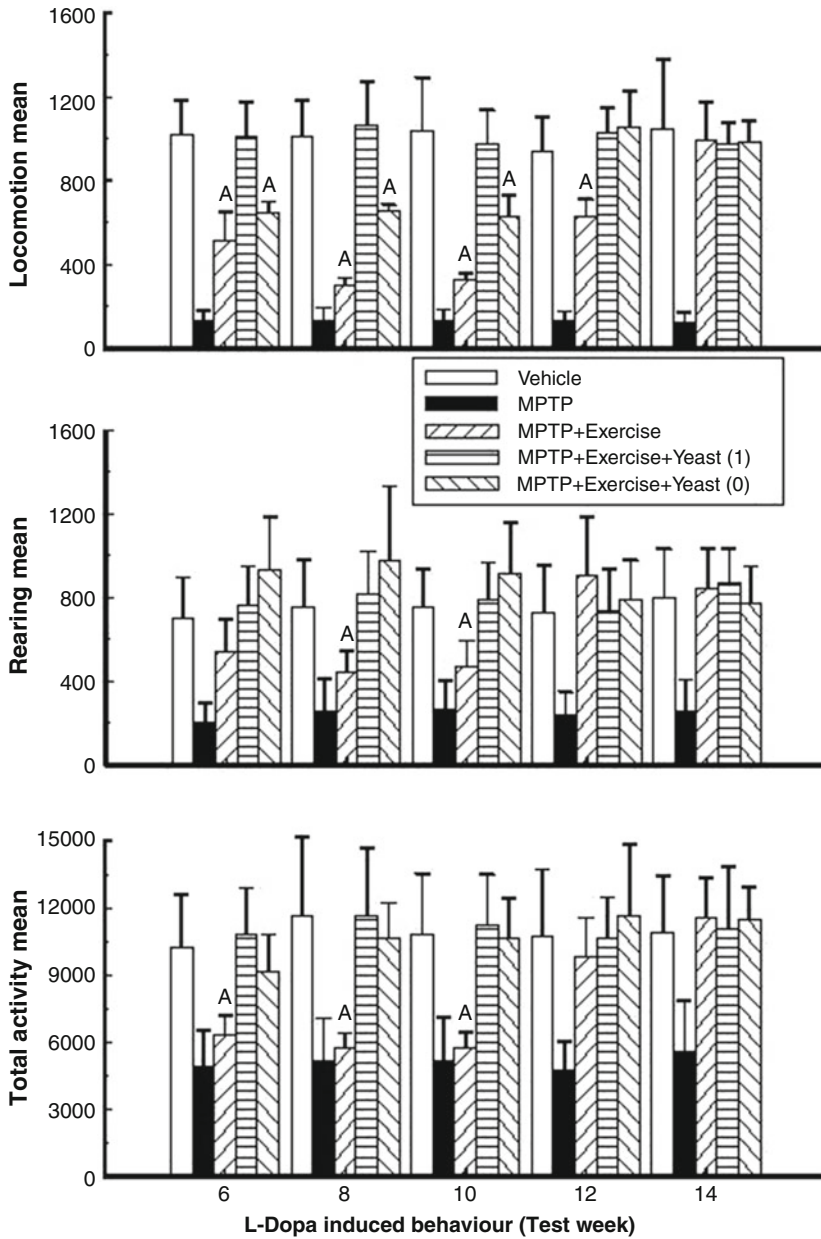 1600
1200
800
400
0
Locomotion mean
A A A A A A A
Vehicle
MPTP
MPTP+Exercise
MPTP+Exercise+Yeast (1)
MPTP+Exercise+Yeast (0)
1600
1200
800
400
0
Rearing mean
A A
15000
12000
9000
6000
3000
0
Total activity mean
A A A
6 8 10 12 14
L-Dopa induced behaviour (Test week)